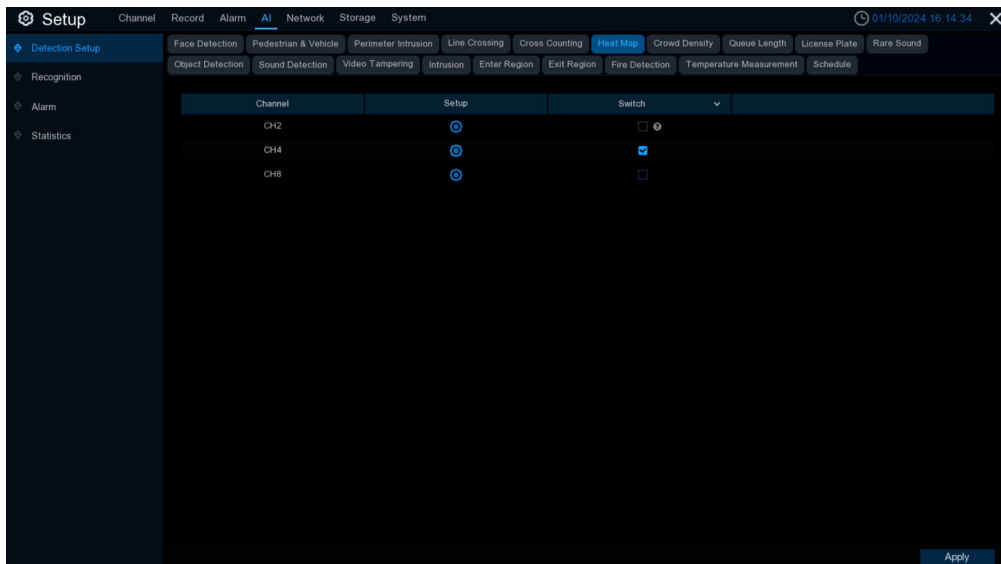 Setup Channel Record Alarm AI Network Storage System 01/10/2024 16:14:34
Detection Setup
Recognition
Alarm
Statistics
Face Detection Pedestrian & Vehicle Perimeter Intrusion Line Crossing Cross Counting Heat Map Crowd Density Queue Length License Plate Rare Sound
Object Detection Sound Detection Video Tampering Intrusion Enter Region Exit Region Fire Detection Temperature Measurement Schedule
Channel Setup Switch
CH2
CH4
CH8
Apply